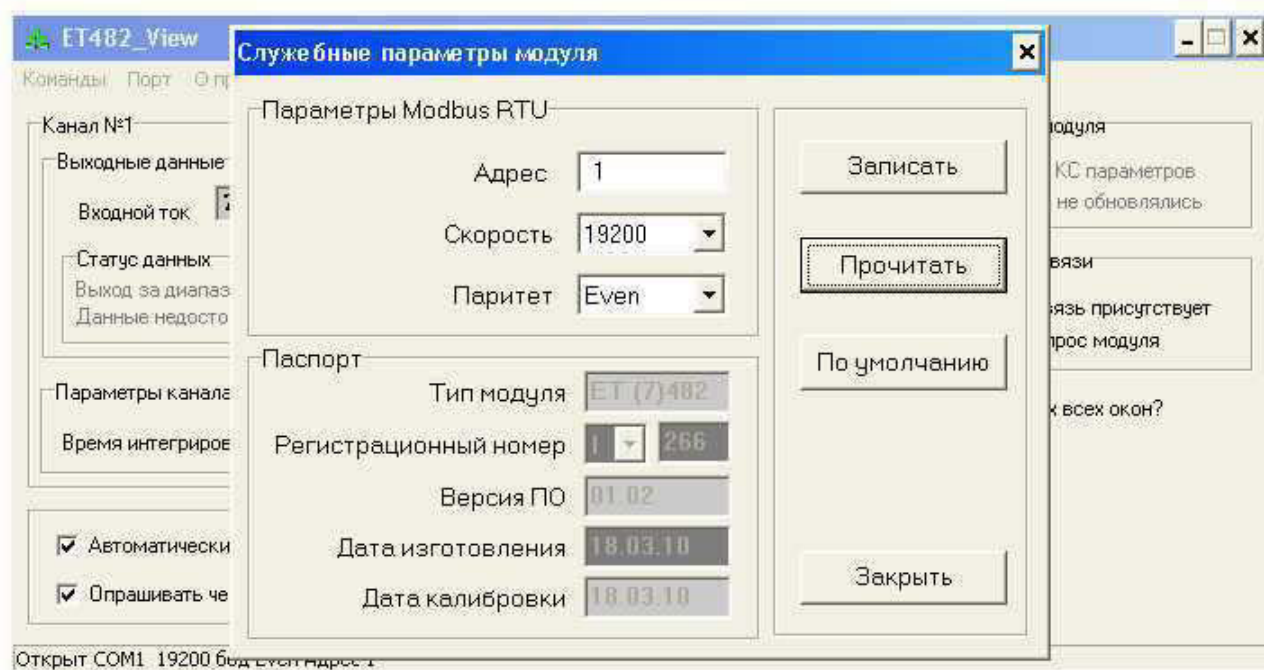 ET482_View
Служебные параметры модуля
Команды Порт О п
Параметры Modbus RTU
Адрес 1
Скорость 19200
Паритет Even
Паспорт
Тип модуля ET (7)482
Регистрационный номер I 266
Версия ПО 01.02
Дата изготовления 18.03.10
Дата калибровки 18.03.10
Записать
Прочитать
По умолчанию
Закрыть
Канал №1
Выходные данные
Входной ток
Статус данных
Выход за диапаз
Данные недосто
Параметры канала
Время интегриров
Автоматически
Опрашивать че
одуля
КС параметров
не обновлялись
вязи
язь присутствует
прос модуля
х всех окон?
Открыт COM1 19200 бод Even Адрес 1